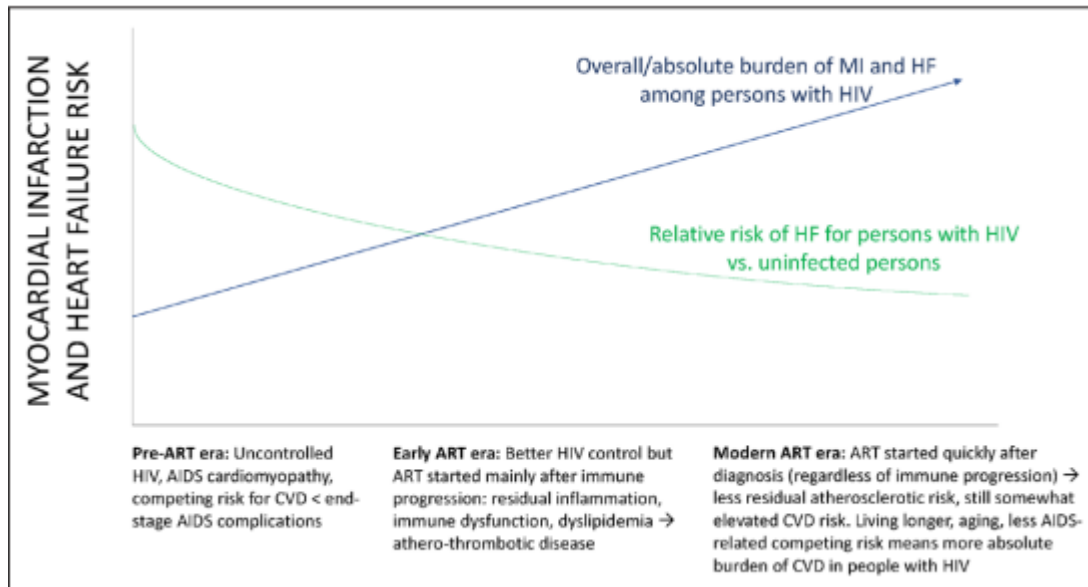 MYOCARDIAL INFARCTION
AND HEART FAILURE RISK
Overall/absolute burden of MI and HF
among persons with HIV
Relative risk of HF for persons with HIV
vs. uninfected persons
Pre-ART era: Uncontrolled
HIV, AIDS cardiomyopathy,
competing risk for CVD < end-
stage AIDS complications
Early ART era: Better HIV control but
ART started mainly after immune
progression: residual inflammation,
immune dysfunction, dyslipidemia →
athero-thrombotic disease
Modern ART era: ART started quickly after
diagnosis (regardless of immune progression) →
less residual atherosclerotic risk, still somewhat
elevated CVD risk. Living longer, aging, less AIDS-
related competing risk means more absolute
burden of CVD in people with HIV